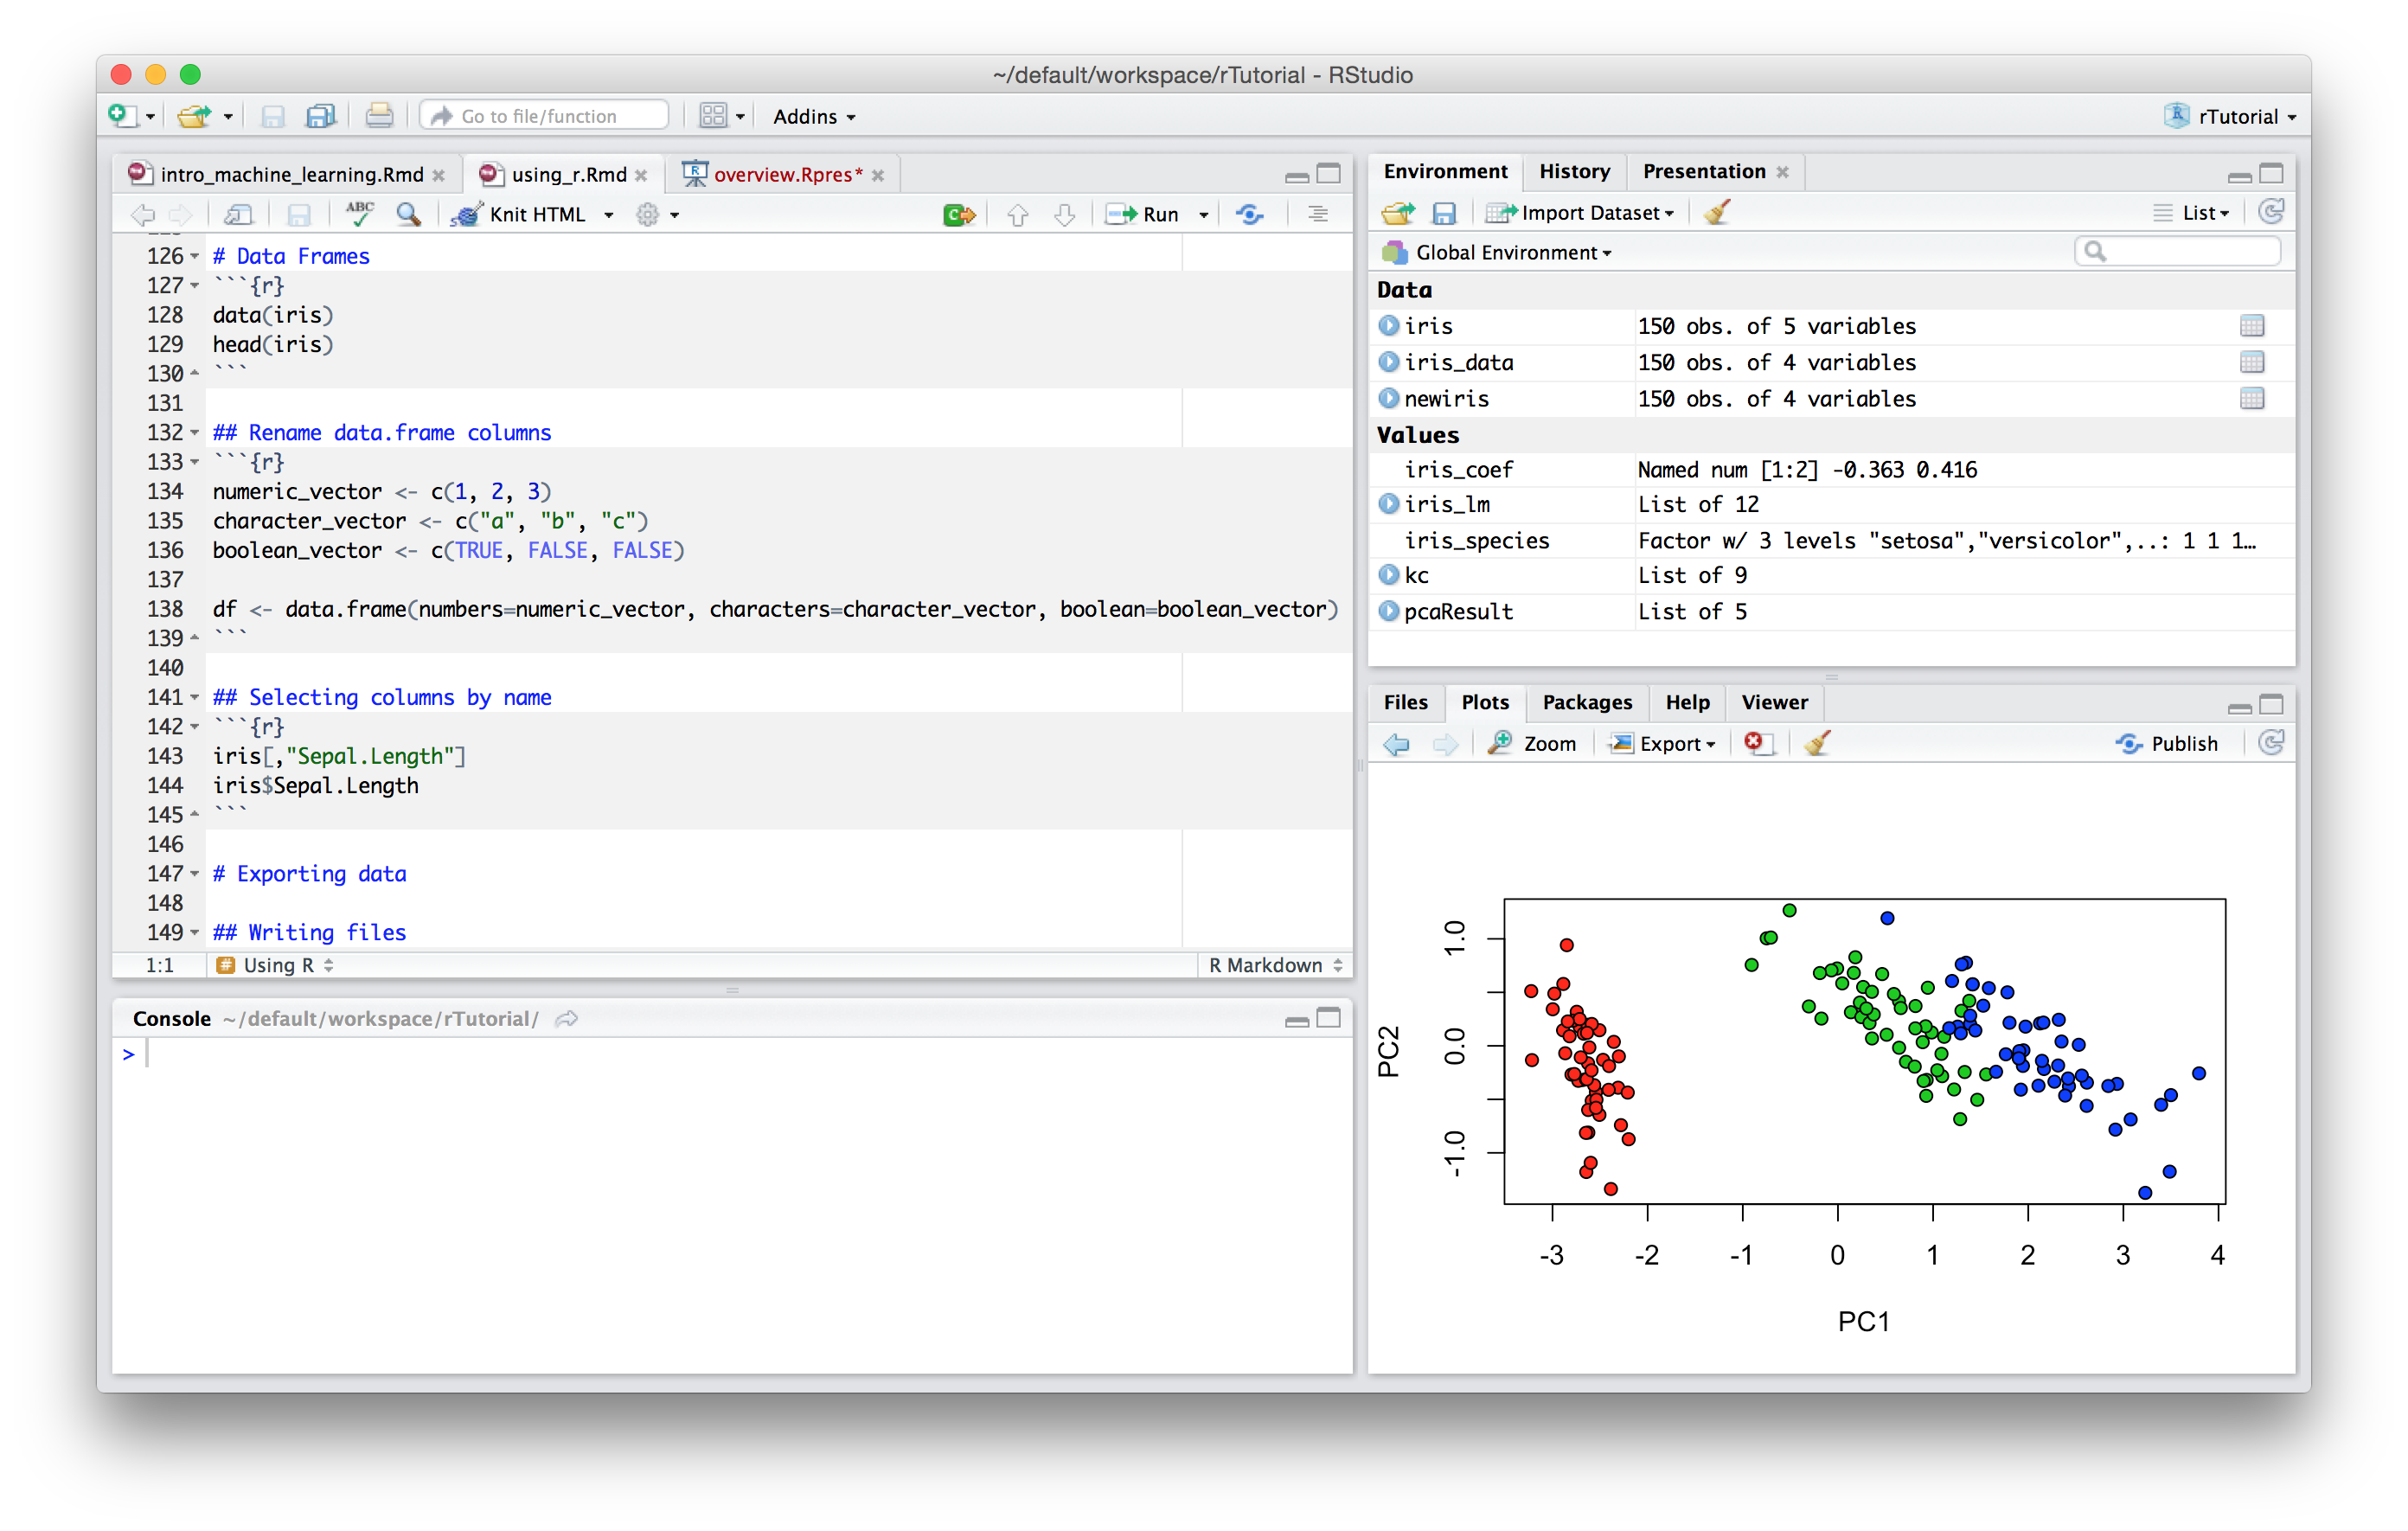 ~/default/workspace/rTutorial - RStudio
Go to file/function
Addins
rTutorial
intro_machine_learning.Rmd
using_r.Rmd
overview.Rpres*
ABC
Knit HTML
Run
126 # Data Frames
127 ```{r}
128 data(iris)
129 head(iris)
130 ```
131
132 ## Rename data.frame columns
133 ```{r}
134 numeric_vector <- c(1, 2, 3)
135 character_vector <- c("a", "b", "c")
136 boolean_vector <- c(TRUE, FALSE, FALSE)
137
138 df <- data.frame(numbers=numeric_vector, characters=character_vector, boolean=boolean_vector)
139 ```
140
141 ## Selecting columns by name
142 ```{r}
143 iris[,"Sepal.Length"]
144 iris$Sepal.Length
145 ```
146
147 # Exporting data
148
149 ## Writing files
1:1 # Using R R Markdown
Console ~/default/workspace/rTutorial/
>
Environment History Presentation
Import Dataset List
Global Environment
Data
iris 150 obs. of 5 variables
iris_data 150 obs. of 4 variables
newiris 150 obs. of 4 variables
Values
iris_coef Named num [1:2] -0.363 0.416
iris_lm List of 12
iris_species Factor w/ 3 levels "setosa","versicolor",..: 1 1 1…
kc List of 9
pcaResult List of 5
Files Plots Packages Help Viewer
Zoom Export Publish
1.0
0.0
-1.0
PC2
-3 -2 -1 0 1 2 3 4
PC1